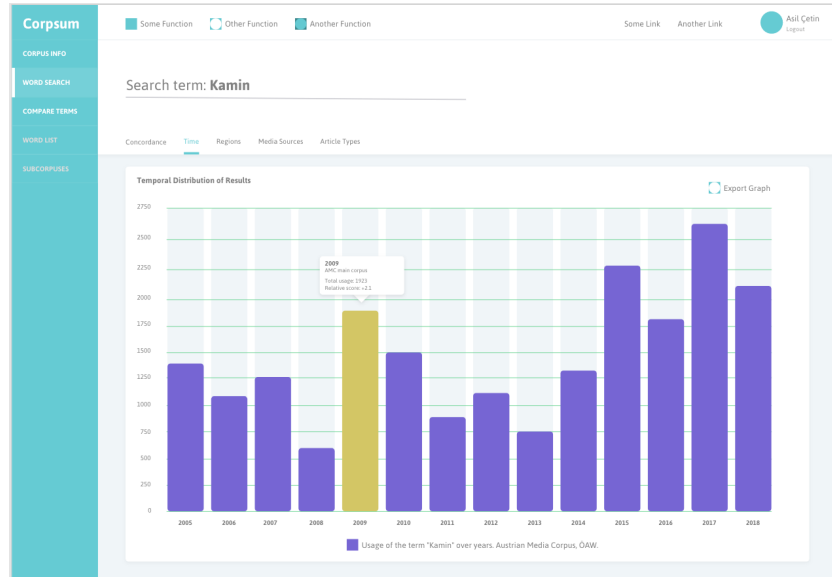 Corpsum
Some Function
Other Function
Another Function
Some Link
Another Link
Asil Çetin
Logout
CORPUS INFO
WORD SEARCH
COMPARE TERMS
WORD LIST
SUBCORPUSES
Search term: Kamin
Concordance
Time
Regions
Media Sources
Article Types
Temporal Distribution of Results
Export Graph
2750
2500
2250
2000
1750
1500
1250
1000
750
500
250
0
2009
AMC main corpus
Total usage: 1923
Relative score: +2.1
2005
2006
2007
2008
2009
2010
2011
2012
2013
2014
2015
2016
2017
2018
Usage of the term "Kamin" over years. Austrian Media Corpus, ÖAW.